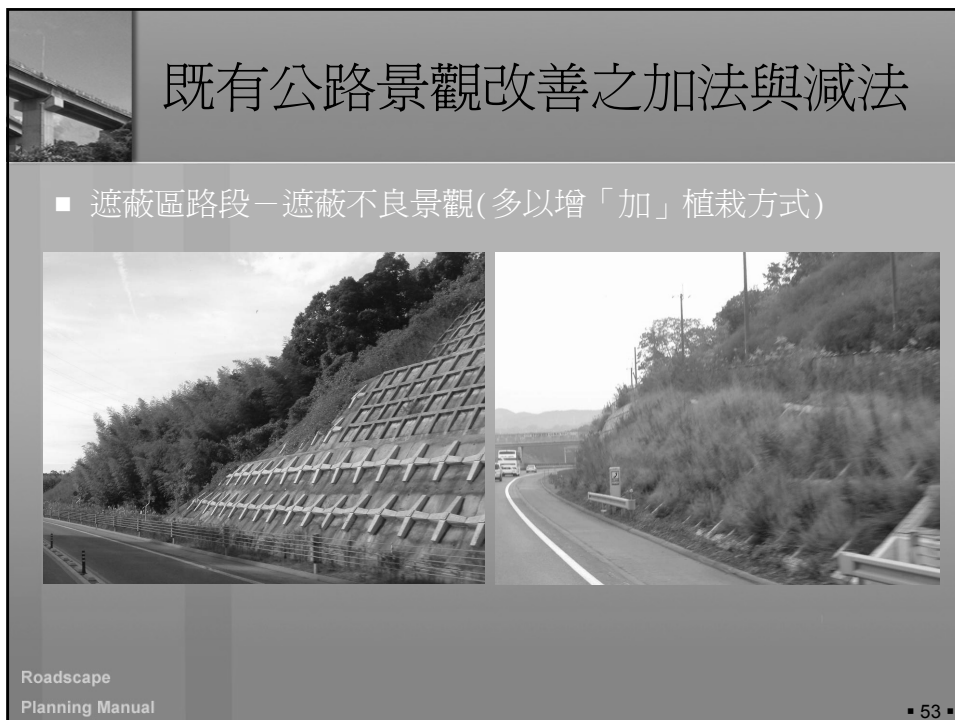 既有公路景觀改善之加法與減法
■ 遮蔽區路段－遮蔽不良景觀(多以增「加」植栽方式)
Roadscape
Planning Manual
▪ 53 ▪